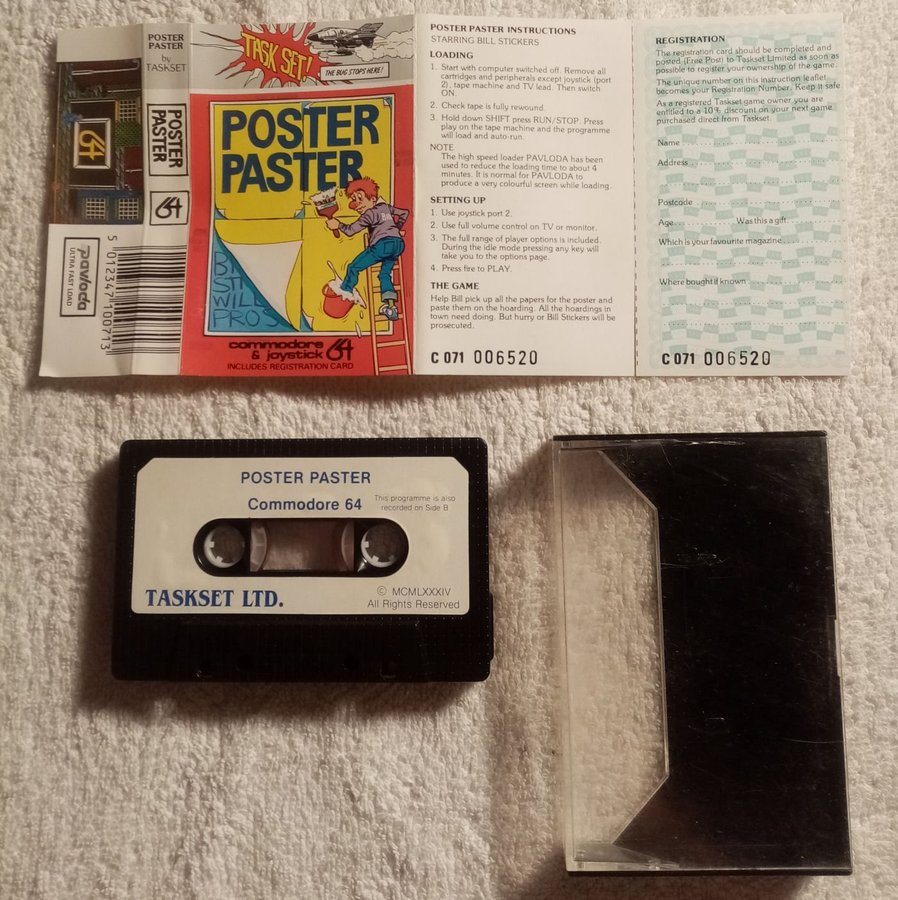 POSTER
PASTER
by
TASKSET
POSTER
PASTER
64
64
Pavloda
ULTRA FAST LOAD
5 012347 100713
TASK SET!
THE BUG STOPS HERE!
POSTER
PASTER
STI
WILL
PROS
commodore
& joystick 64
INCLUDES REGISTRATION CARD
POSTER PASTER INSTRUCTIONS
STARRING BILL STICKERS
LOADING
1. Start with computer switched off. Remove all
cartridges and peripherals except joystick (port
2), tape machine and TV lead. Then switch
ON.
2. Check tape is fully rewound.
3. Hold down SHIFT press RUN/STOP. Press
play on the tape machine and the programme
will load and auto-run.
NOTE
The high speed loader PAVLODA has been
used to reduce the loading time to about 4
minutes. It is normal for PAVLODA to
produce a very colourful screen while loading.
SETTING UP
1. Use joystick port 2.
2. Use full volume control on TV or monitor.
3. The full range of player options is included.
During the idle mode pressing any key will
take you to the options page.
4. Press fire to PLAY.
THE GAME
Help Bill pick up all the papers for the poster and
paste them on the hoarding. All the hoardings in
town need doing. But hurry or Bill Stickers will be
prosecuted.
C 071 006520
REGISTRATION
The registration card should be completed and
posted (Free Post) to Taskset Limited as soon as
possible to register your ownership of the game.
The unique number on this instruction leaflet
becomes your Registration Number. Keep it safe
As a registered Taskset game owner you are
entitled to a 10% discount on your next game
purchased direct from Taskset.
Name
Address
Postcode
Age Was this a gift
Which is your favourite magazine
Where bought if known
C 071 006520
POSTER PASTER
Commodore 64
This programme is also
recorded on Side B
TASKSET LTD.
© MCMLXXXIV
All Rights Reserved